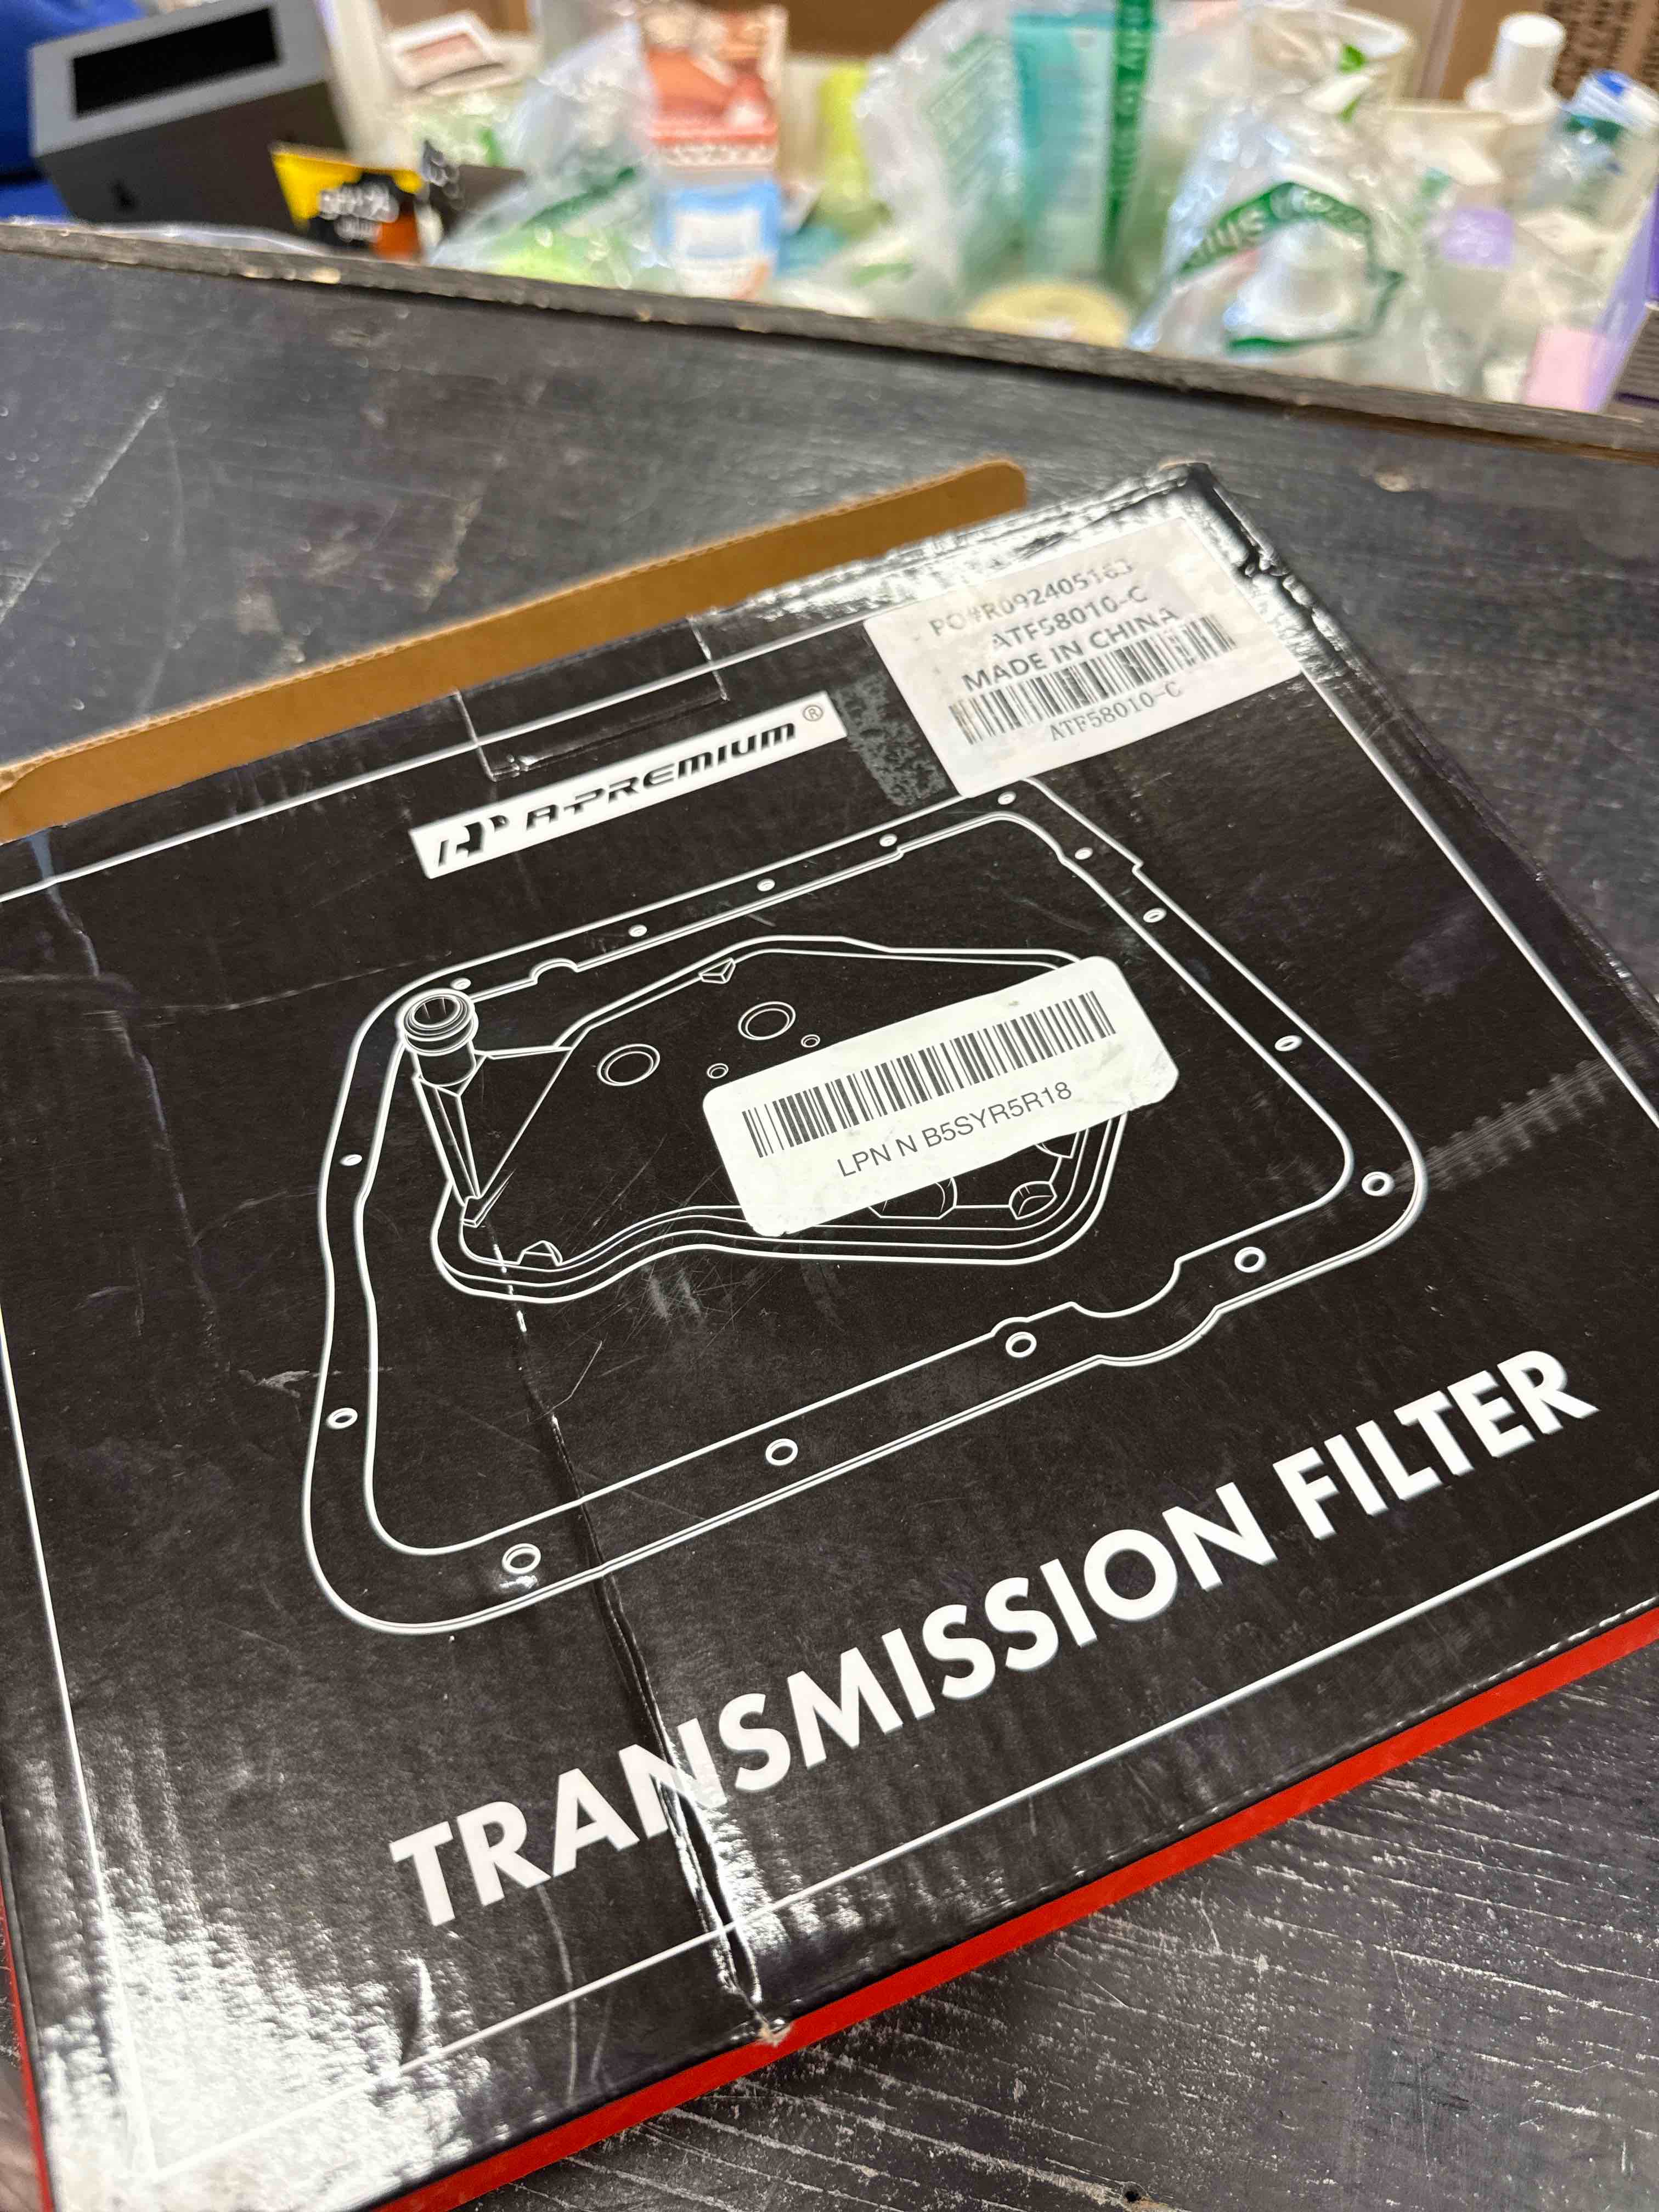 PO#R092405163
ATF58010-C
MADE IN CHINA
ATF58010-C
A-PREMIUM®
LPN N B5SYR5R18
TRANSMISSION FILTER